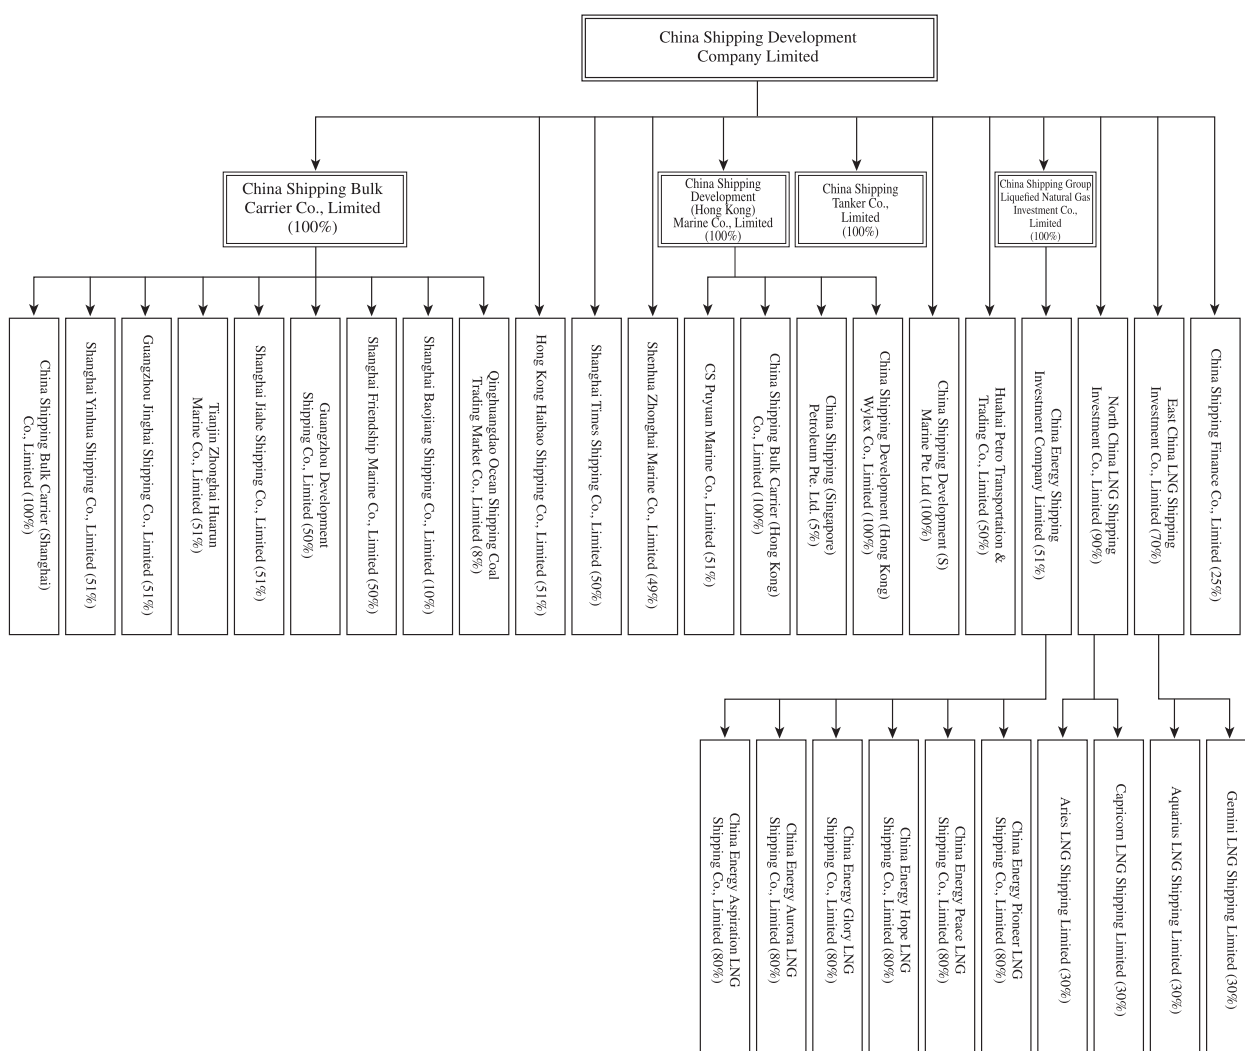 China Shipping Development
Company Limited
China Shipping Bulk
Carrier Co., Limited
(100%)
China Shipping
Development
(Hong Kong)
Marine Co., Limited
(100%)
China Shipping
Tanker Co.,
Limited
(100%)
China Shipping Group
Liquefied Natural Gas
Investment Co.,
Limited
(100%)
China Shipping Bulk Carrier (Shanghai)
Co., Limited (100%)
Shanghai Yinhua Shipping Co., Limited (51%)
Guangzhou Jinghai Shipping Co., Limited (51%)
Tianjin Zhonghai Huarun
Marine Co., Limited (51%)
Shanghai Jiahe Shipping Co., Limited (51%)
Guangzhou Development
Shipping Co., Limited (50%)
Shanghai Friendship Marine Co., Limited (50%)
Shanghai Baojiang Shipping Co., Limited (10%)
Qinghuangdao Ocean Shipping Coal
Trading Market Co., Limited (8%)
Hong Kong Haibao Shipping Co., Limited (51%)
Shanghai Times Shipping Co., Limited (50%)
Shenhua Zhonghai Marine Co., Limited (49%)
CS Puyuan Marine Co., Limited (51%)
China Shipping Bulk Carrier (Hong Kong)
Co., Limited (100%)
China Shipping (Singapore)
Petroleum Pte. Ltd. (5%)
China Shipping Development (Hong Kong)
Wylex Co., Limited (100%)
China Shipping Development (S)
Marine Pte Ltd (100%)
Huahai Petro Transportation &
Trading Co., Limited (50%)
China Energy Shipping
Investment Company Limited (51%)
North China LNG Shipping
Investment Co., Limited (90%)
East China LNG Shipping
Investment Co., Limited (70%)
China Shipping Finance Co., Limited (25%)
China Energy Aspiration LNG
Shipping Co., Limited (80%)
China Energy Aurora LNG
Shipping Co., Limited (80%)
China Energy Glory LNG
Shipping Co., Limited (80%)
China Energy Hope LNG
Shipping Co., Limited (80%)
China Energy Peace LNG
Shipping Co., Limited (80%)
China Energy Pioneer LNG
Shipping Co., Limited (80%)
Aries LNG Shipping Limited (30%)
Capricorn LNG Shipping Limited (30%)
Aquarius LNG Shipping Limited (30%)
Gemini LNG Shipping Limited (30%)